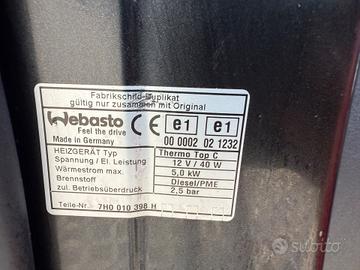 Fabrikschild-Duplikat
gültig nur zusammen mit Original
Webasto
Feel the drive
CE e1 e1
Made in Germany 00 0002 02 1232
HEIZGERÄT Typ Thermo Top C
Spannung / El. Leistung 12 V / 40 W
Wärmestrom max. 5,0 kW
Brennstoff Diesel/PME
zul. Betriebsüberdruck 2,5 bar
Teile-Nr. 7H0 010 398 H
subito